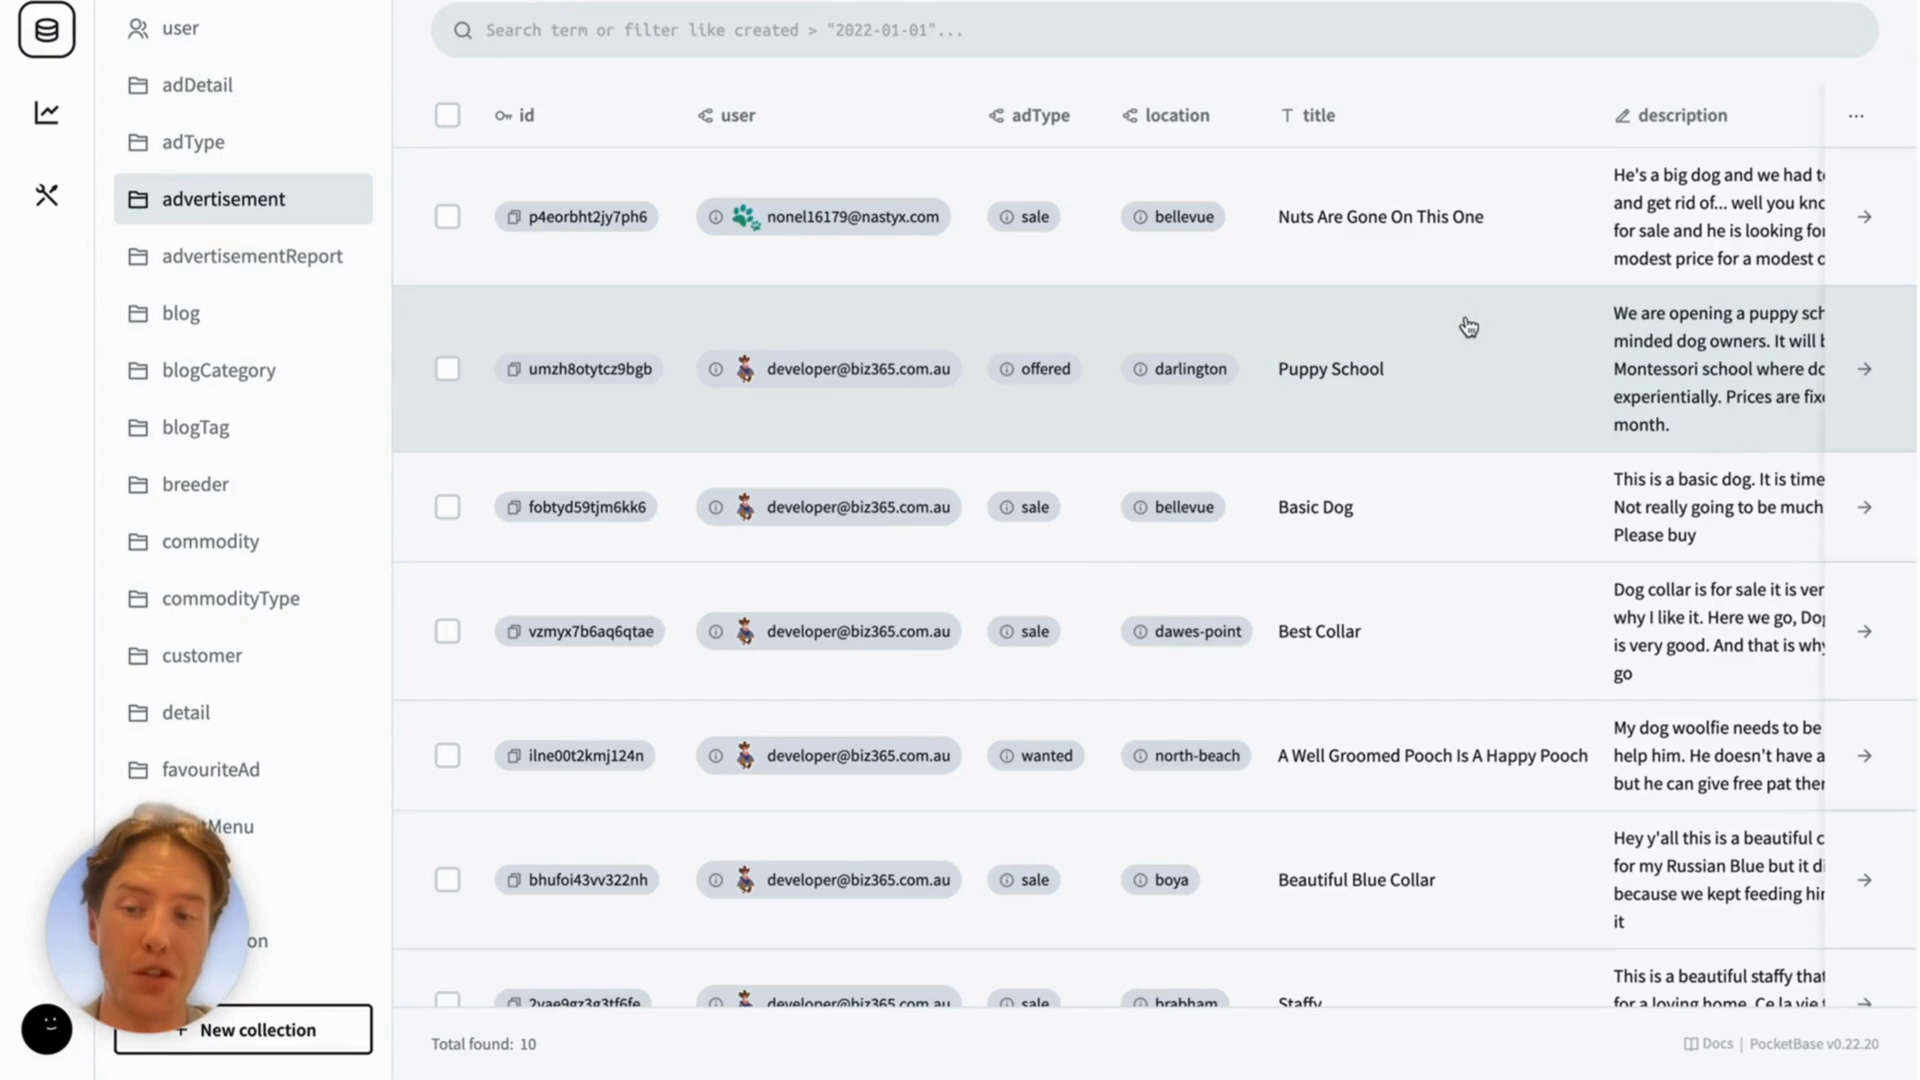 user
adDetail
adType
advertisement
advertisementReport
blog
blogCategory
blogTag
breeder
commodity
commodityType
customer
detail
favouriteAd
Menu
on
+ New collection
Search term or filter like created > "2022-01-01"...
id user adType location title description ...
p4eorbht2jy7ph6 nonel16179@nastyx.com sale bellevue Nuts Are Gone On This One
He's a big dog and we had
and get rid of... well you
for sale and he is looking
modest price for a modest
umzh8otytcz9bgb developer@biz365.com.au offered darlington Puppy School
We are opening a puppy
minded dog owners. It will
Montessori school where
experientially. Prices are
month.
fobtyd59tjm6kk6 developer@biz365.com.au sale bellevue Basic Dog
This is a basic dog. It is time
Not really going to be much
Please buy
vzmyx7b6aq6qtae developer@biz365.com.au sale dawes-point Best Collar
Dog collar is for sale it is
why I like it. Here we go,
is very good. And that is
go
ilne00t2kmj124n developer@biz365.com.au wanted north-beach A Well Groomed Pooch Is A Happy Pooch
My dog woolfie needs to be
help him. He doesn't have a
but he can give free pat
bhufoi43vv322nh developer@biz365.com.au sale boya Beautiful Blue Collar
Hey y'all this is a beautiful
for my Russian Blue but it
because we kept feeding
it
2yae9gz3g3tf6fe developer@biz365.com.au sale brabham Staffy
This is a beautiful staffy
for a loving home. Ce la vie
Total found: 10
Docs | PocketBase v0.22.20